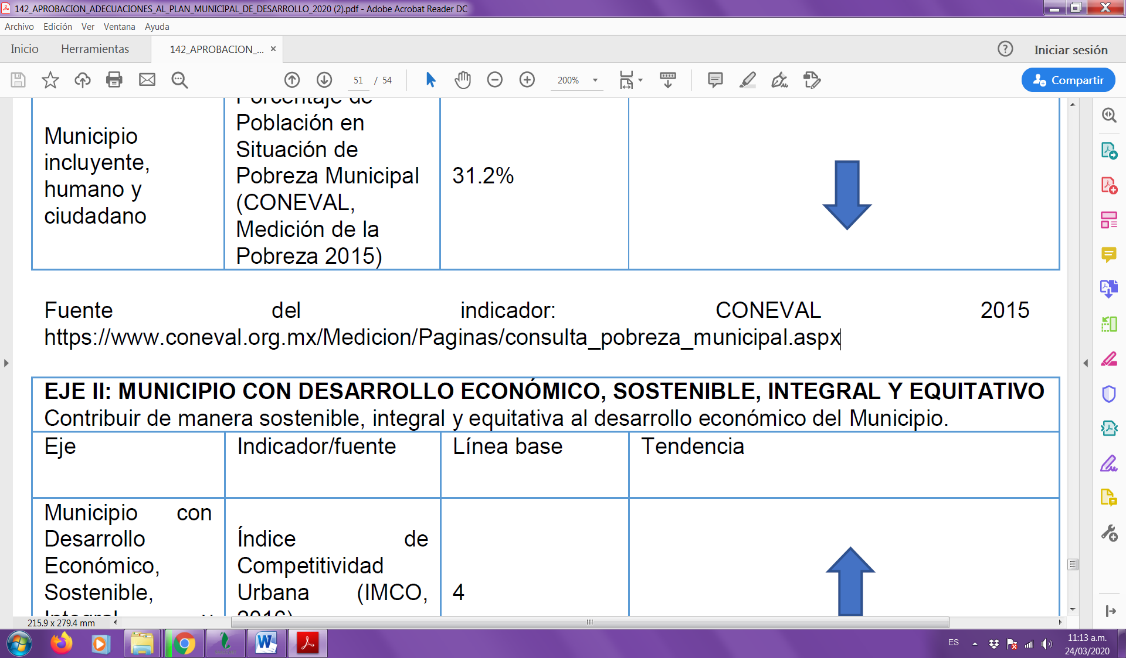 142_APROBACION_ADECUACIONES_AL_PLAN_MUNICIPAL_DE_DESARROLLO_2020 (2).pdf - Adobe Acrobat Reader DC
Archivo Edición Ver Ventana Ayuda
Inicio Herramientas 142_APROBACION_... × Iniciar sesión
51 / 54 200% Compartir
Porcentaje de
Población en
Situación de
Pobreza Municipal
(CONEVAL,
Medición de la
Pobreza 2015)
Municipio
incluyente,
humano y
ciudadano
31.2%
Fuente del indicador: CONEVAL 2015
https://www.coneval.org.mx/Medicion/Paginas/consulta_pobreza_municipal.aspx
EJE II: MUNICIPIO CON DESARROLLO ECONÓMICO, SOSTENIBLE, INTEGRAL Y EQUITATIVO
Contribuir de manera sostenible, integral y equitativa al desarrollo económico del Municipio.
Eje Indicador/fuente Línea base Tendencia
Municipio con
Desarrollo
Económico,
Sostenible,
Integral y
Índice de
Competitividad
Urbana (IMCO,
2016)
4
215.9 x 279.4 mm
ES
11:13 a.m.
24/03/2020